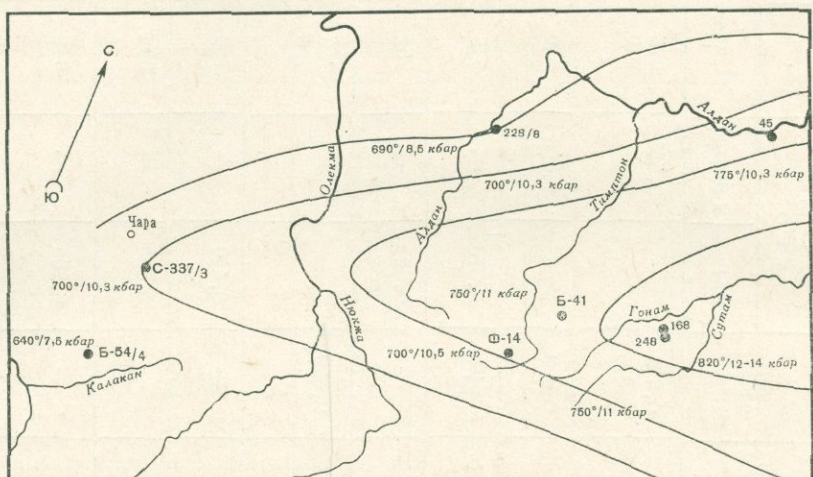 С
Ю
Олекма
Алдан
45
228/8
690°/8,5 кбар
700°/10,3 кбар
775°/10,3 кбар
Тимптон
Чара
Алдан
С-337/3
700°/10,3 кбар
750°/11 кбар
Б-41
Гонам
Сутам
168
248
Нюкжа
Ф-14
640°/7,5 кбар
Б-54/4
700°/10,5 кбар
820°/12-14 кбар
Калакан
750°/11 кбар